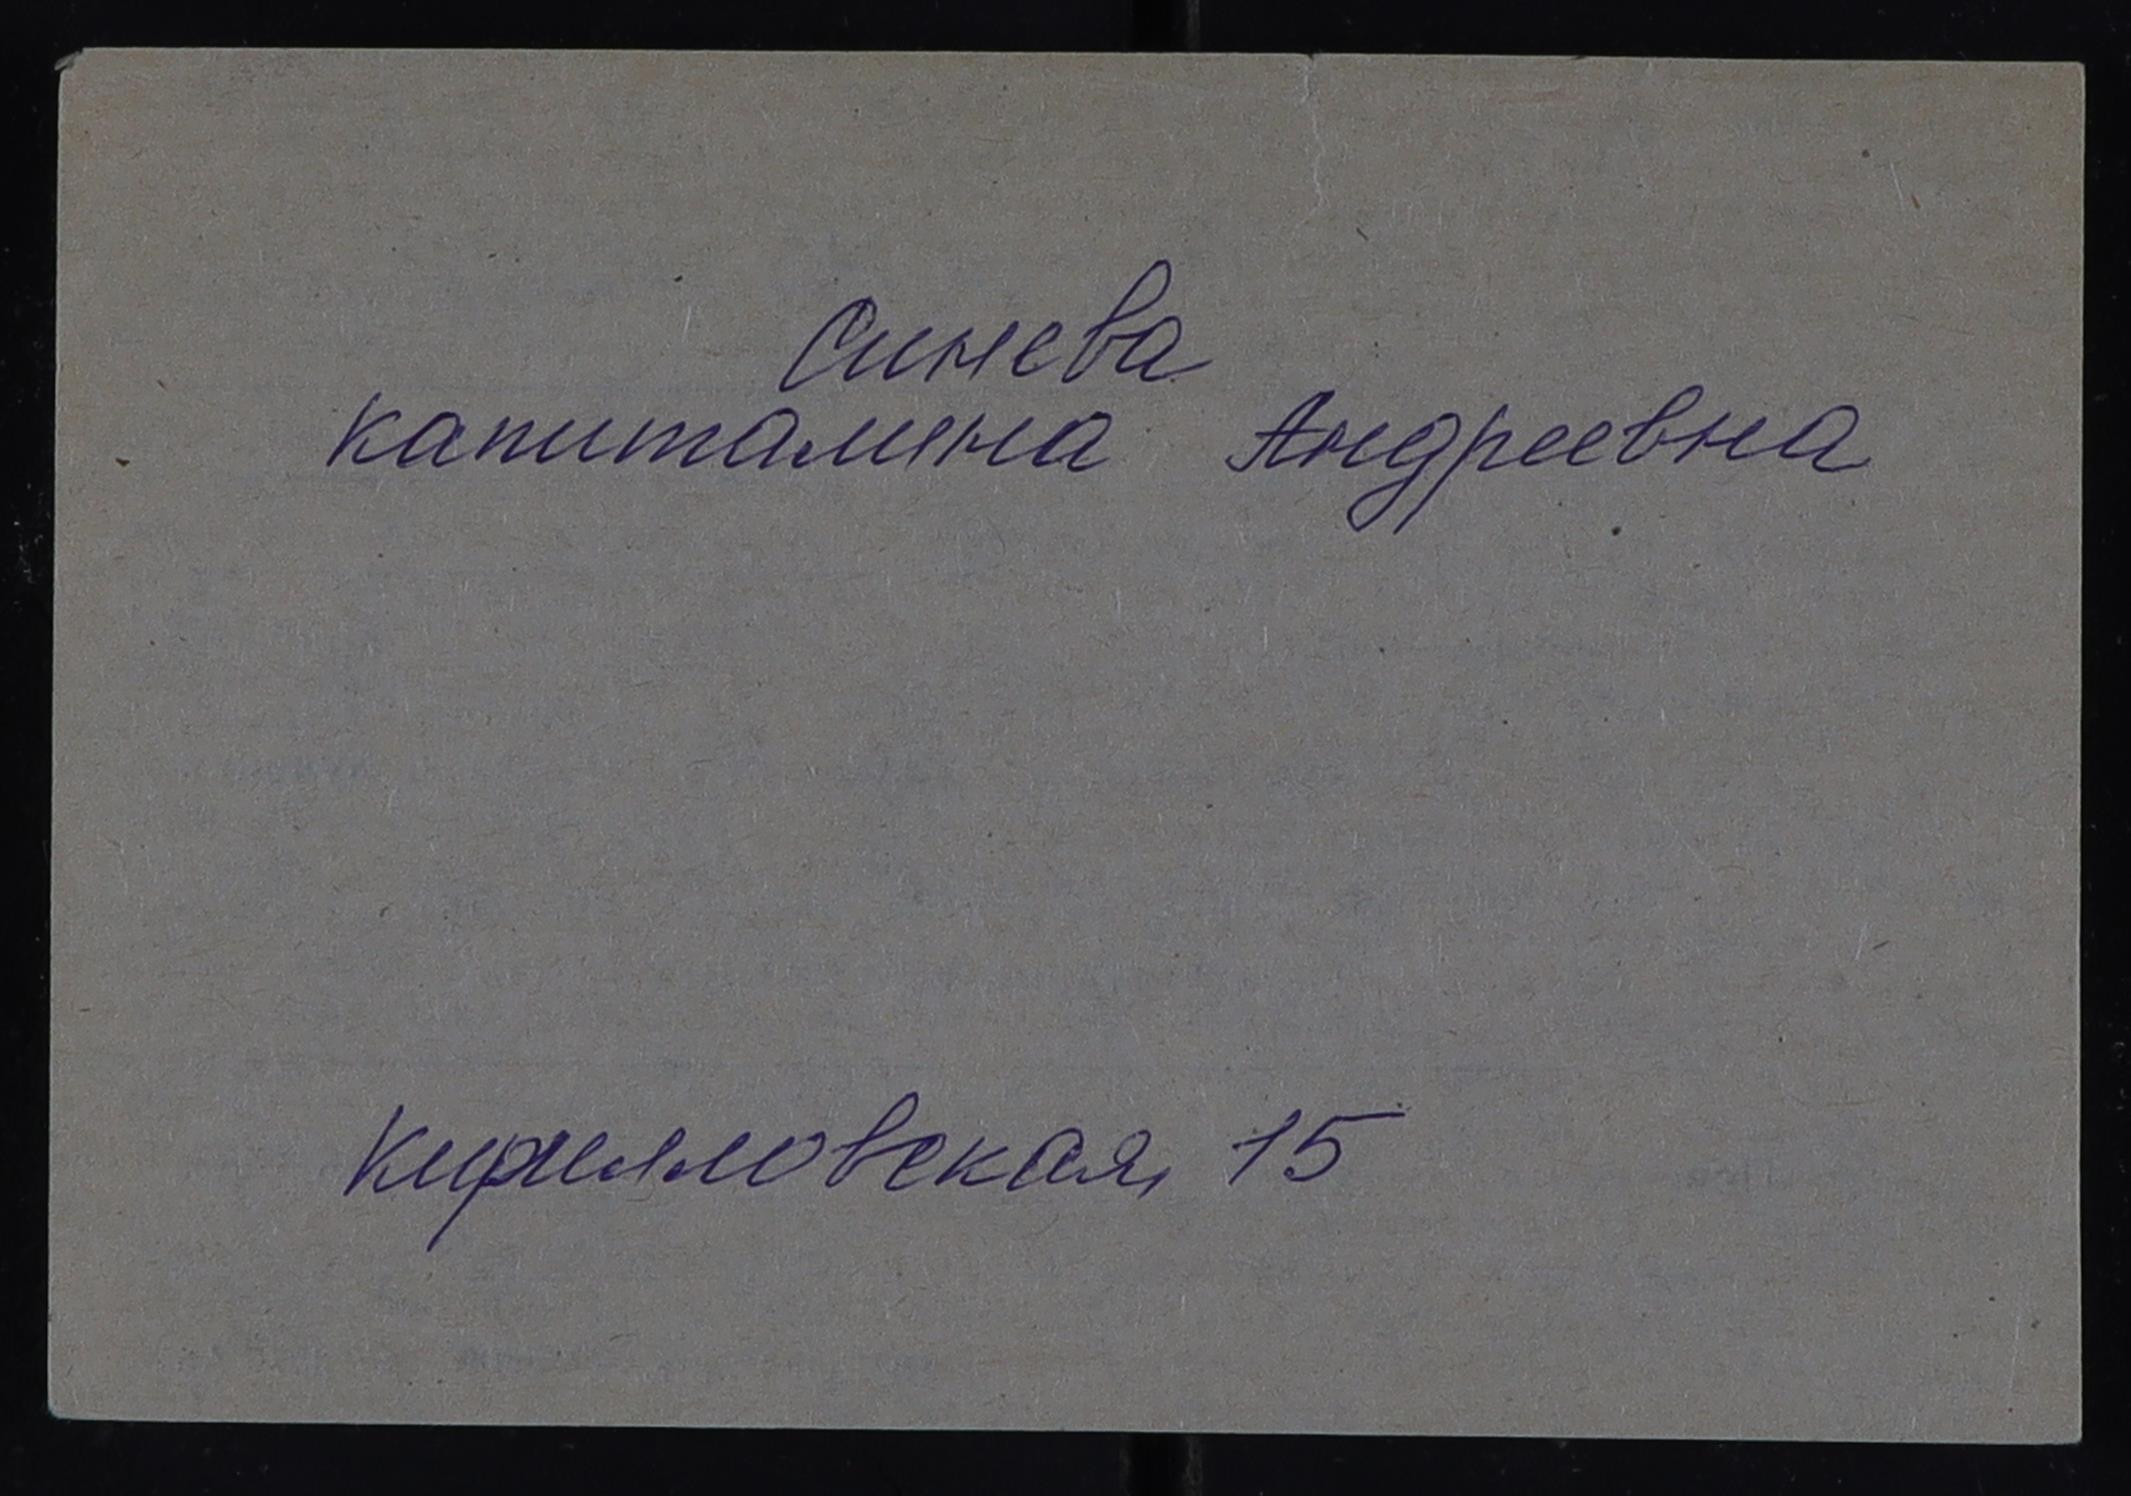 Синева
Капиталина Андреевна
Кирилловская, 15